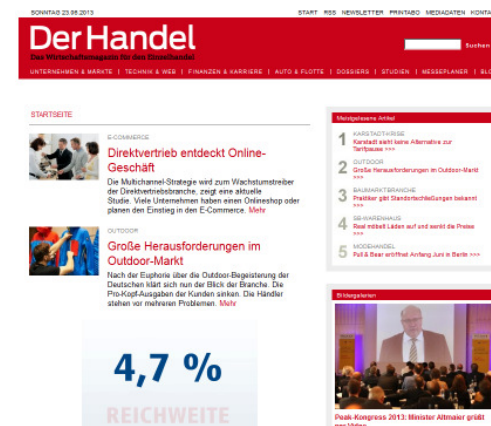 SONNTAG 23.06.2013
START RSS NEWSLETTER PRINTABO MEDIADATEN KONTA
Der Handel
Das Wirtschaftsmagazin für den Einzelhandel
Suchen
UNTERNEHMEN & MÄRKTE | TECHNIK & WEB | FINANZEN & KARRIERE | AUTO & FLOTTE | DOSSIERS | STUDIEN | MESSEPLANER | BLO
STARTSEITE
E-COMMERCE
Direktvertrieb entdeckt Online-
Geschäft
Die Multichannel-Strategie wird zum Wachstumstreiber
der Direktvertriebsbranche, zeigt eine aktuelle
Studie. Viele Unternehmen haben einen Onlineshop oder
planen den Einstieg in den E-Commerce. Mehr
OUTDOOR
Große Herausforderungen im
Outdoor-Markt
Nach der Euphorie über die Outdoor-Begeisterung der
Deutschen klärt sich nun der Blick der Branche. Die
Pro-Kopf-Ausgaben der Kunden sinken. Die Händler
stehen vor mehreren Problemen. Mehr
4,7 %
REICHWEITE
Meistgelesene Artikel
1 KARSTADT-KRISE
Karstadt sieht keine Alternative zur
Tarifpause >>>
2 OUTDOOR
Große Herausforderungen im Outdoor-Markt
>>>
3 BAUMARKTBRANCHE
Praktiker gibt Standortschließungen bekannt
>>>
4 SB-WARENHAUS
Real mittelt Läden auf und senkt die Preise
>>>
5 MODEHANDEL
Pull & Bear eröffnet Anfang Juni in Berlin >>>
Bildergalerien
Peak-Kongress 2013: Minister Altmaier grüßt
per Video